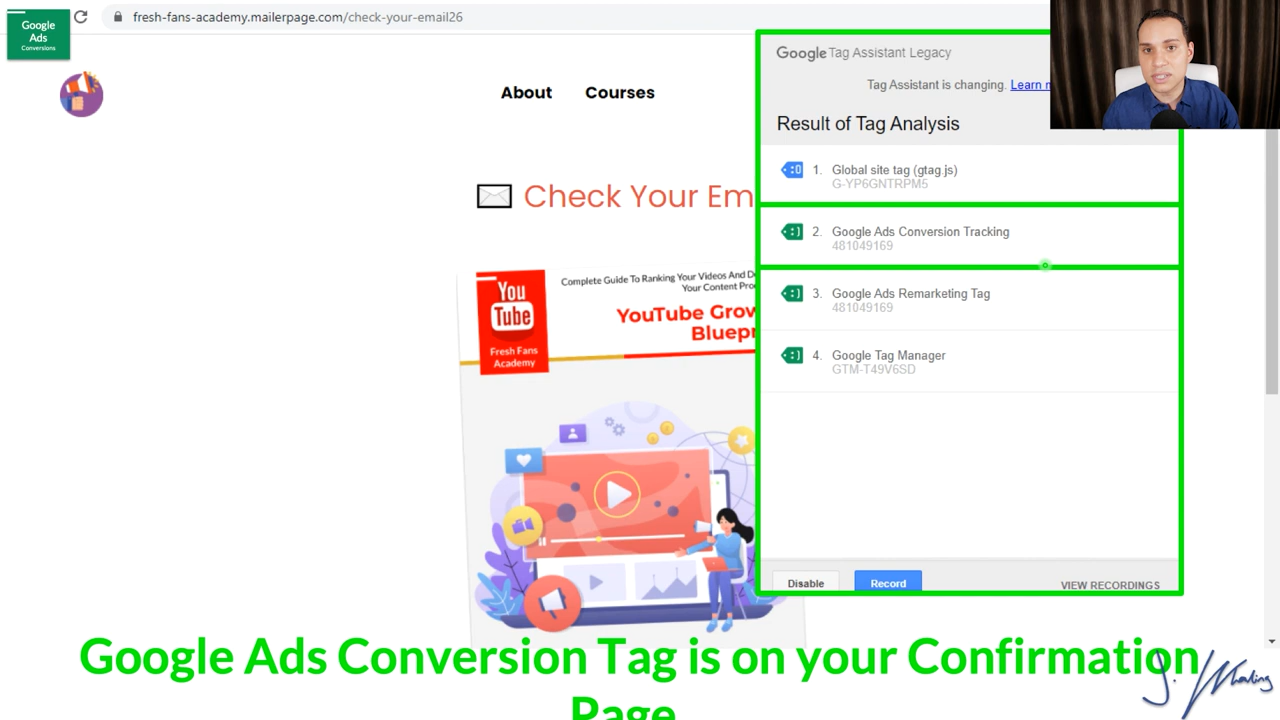 Google
Ads
Conversions
fresh-fans-academy.mailerpage.com/check-your-email26
About
Courses
Check Your Em
Complete Guide To Ranking Your Videos And D
Your Content Pro
YouTube Grow
Bluepr
You
Tube
Fresh Fans
Academy
Google Tag Assistant Legacy
Tag Assistant is changing. Learn
Result of Tag Analysis
1. Global site tag (gtag.js)
G-YP6GNTRPM5
2. Google Ads Conversion Tracking
481049169
3. Google Ads Remarketing Tag
481049169
4. Google Tag Manager
GTM-T49V6SD
Disable
Record
VIEW RECORDINGS
Google Ads Conversion Tag is on your Confirmation
Page